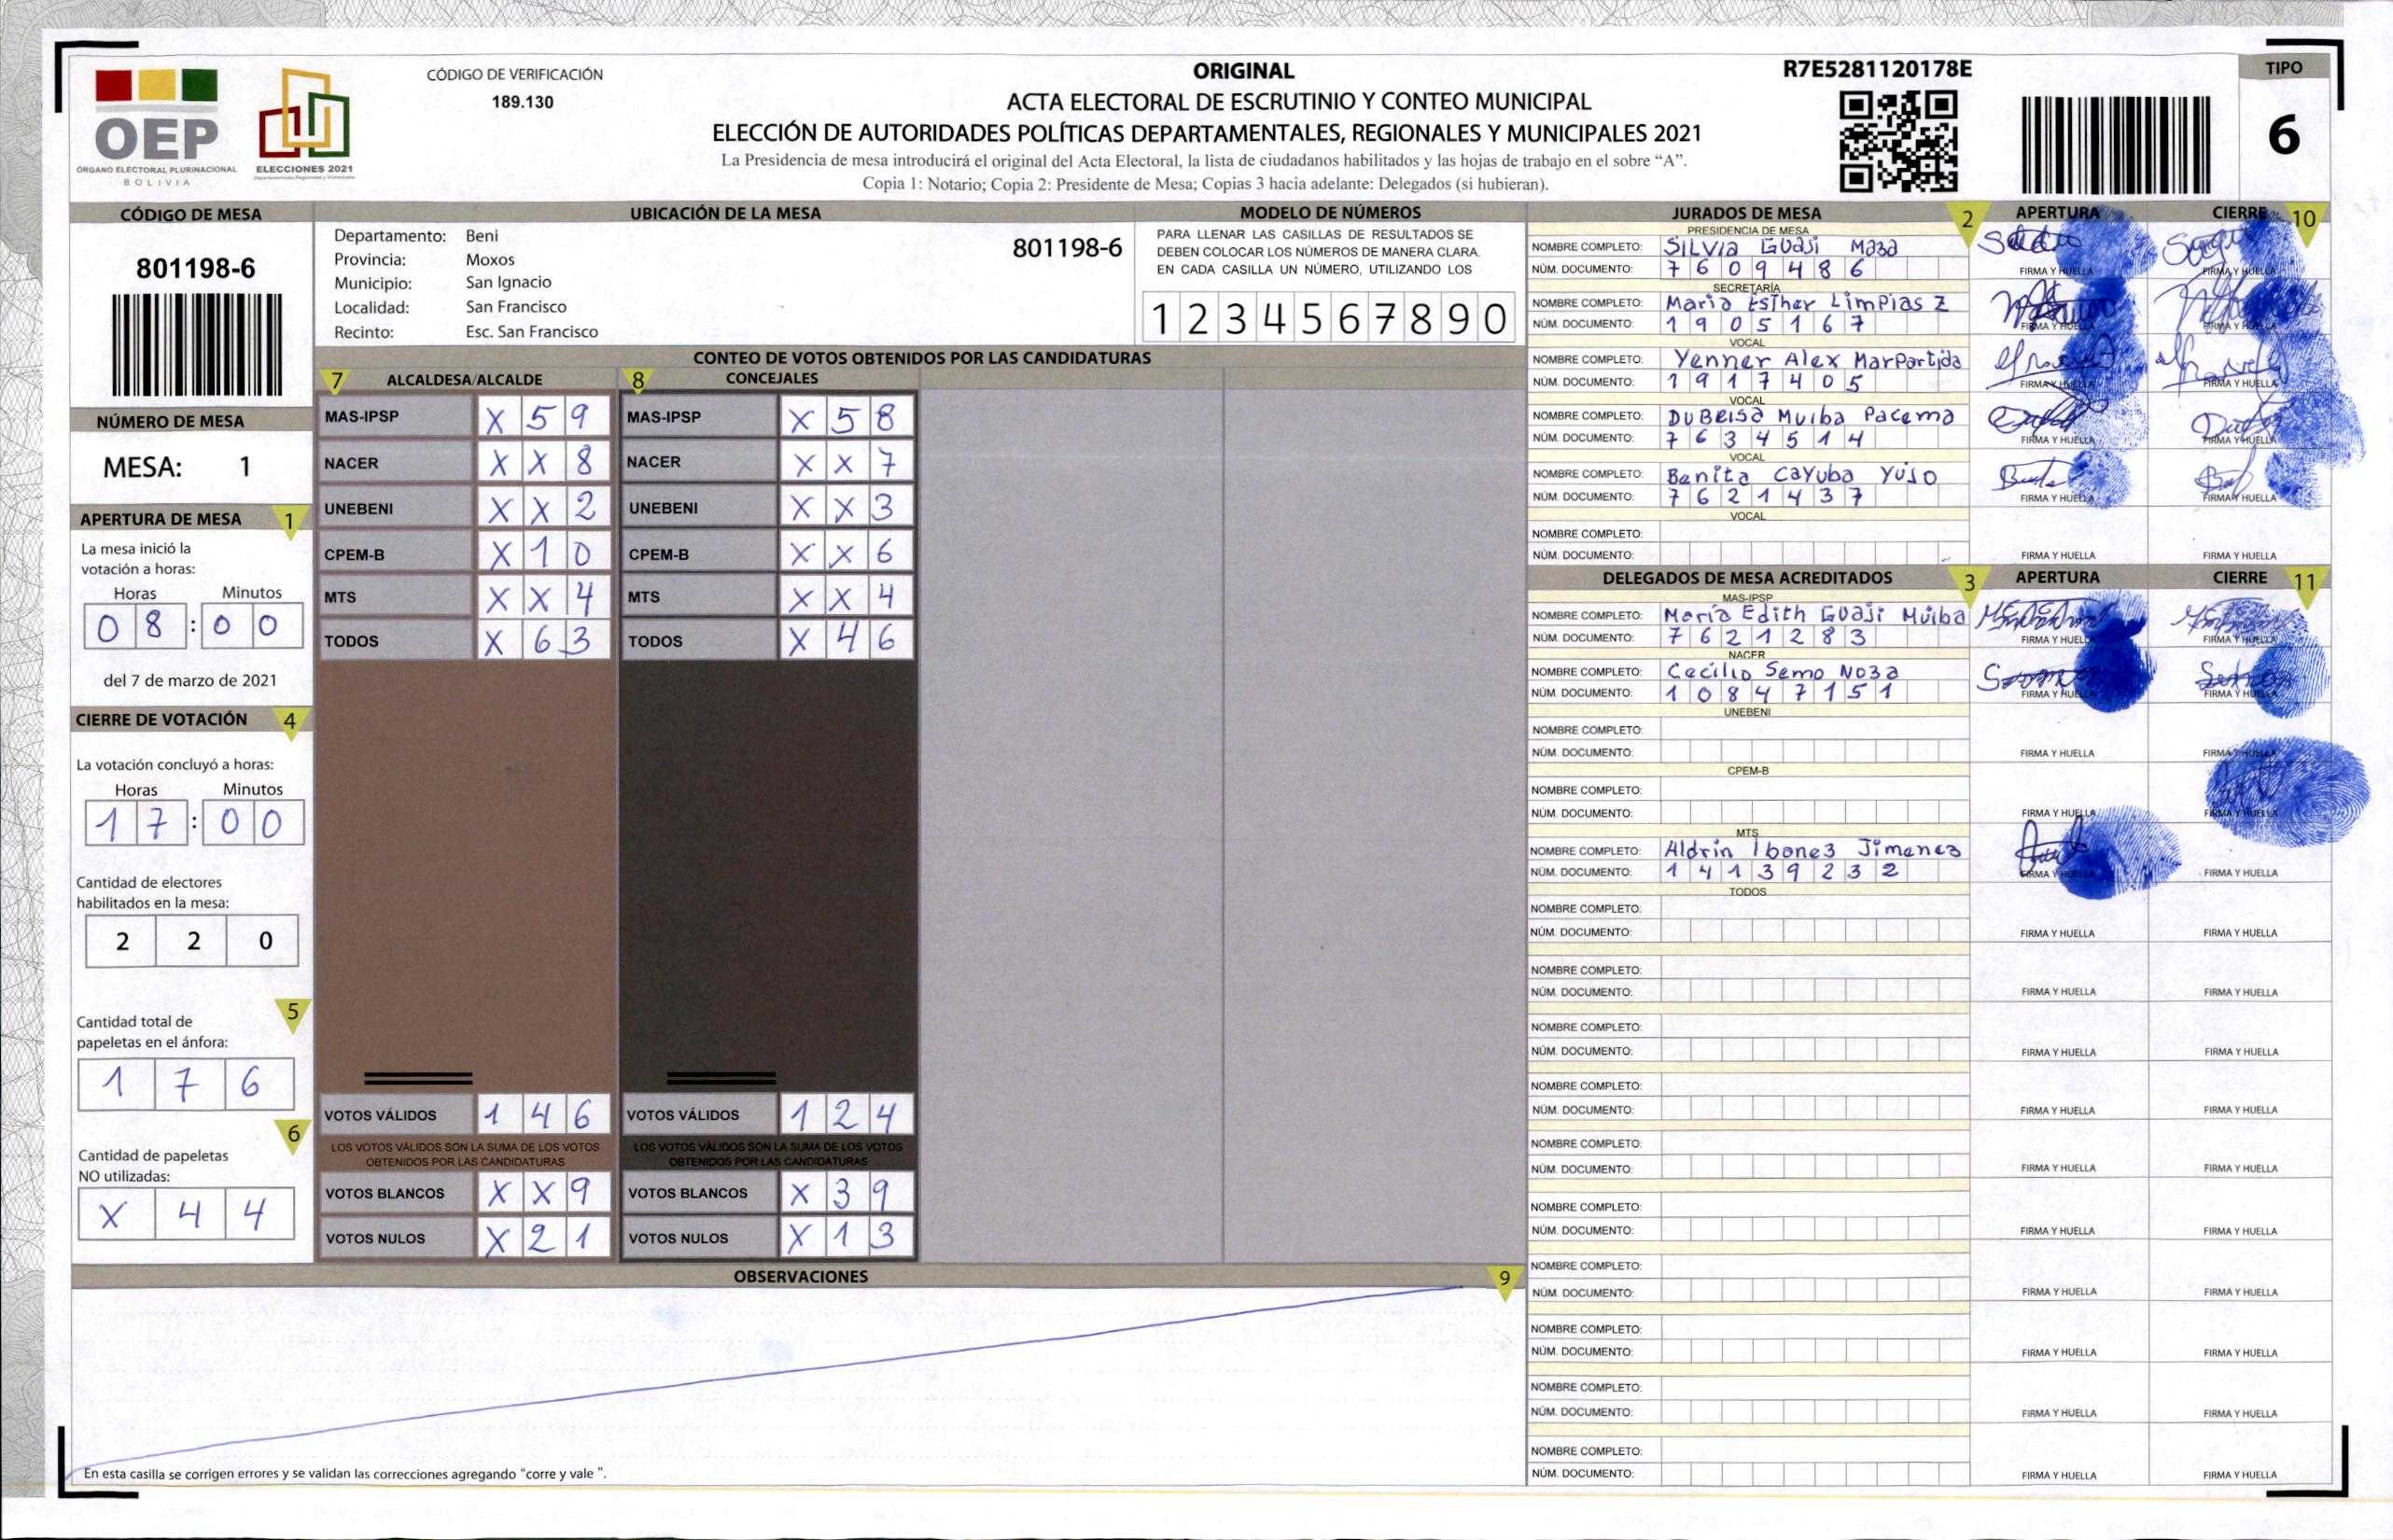 OEP
ÓRGANO ELECTORAL PLURINACIONAL
BOLIVIA
ELECCIONES 2021
CÓDIGO DE VERIFICACIÓN
189.130
ORIGINAL
ACTA ELECTORAL DE ESCRUTINIO Y CONTEO MUNICIPAL
ELECCIÓN DE AUTORIDADES POLÍTICAS DEPARTAMENTALES, REGIONALES Y MUNICIPALES 2021
La Presidencia de mesa introducirá el original del Acta Electoral, la lista de ciudadanos habilitados y las hojas de trabajo en el sobre “A”.
Copia 1: Notario; Copia 2: Presidente de Mesa; Copias 3 hacia adelante: Delegados (si hubieran).
R7E5281120178E
TIPO
6
CÓDIGO DE MESA
801198-6
NÚMERO DE MESA
MESA: 1
APERTURA DE MESA 1
La mesa inició la
votación a horas:
Horas Minutos
0 8 : 0 0
del 7 de marzo de 2021
CIERRE DE VOTACIÓN 4
La votación concluyó a horas:
Horas Minutos
1 7 : 0 0
Cantidad de electores
habilitados en la mesa:
2 2 0
5
Cantidad total de
papeletas en el ánfora:
1 7 6
6
Cantidad de papeletas
NO utilizadas:
X 4 4
UBICACIÓN DE LA MESA
Departamento: Beni
Provincia: Moxos
Municipio: San Ignacio
Localidad: San Francisco
Recinto: Esc. San Francisco
801198-6
MODELO DE NÚMEROS
PARA LLENAR LAS CASILLAS DE RESULTADOS SE
DEBEN COLOCAR LOS NÚMEROS DE MANERA CLARA.
EN CADA CASILLA UN NÚMERO, UTILIZANDO LOS
1 2 3 4 5 6 7 8 9 0
CONTEO DE VOTOS OBTENIDOS POR LAS CANDIDATURAS
7 ALCALDESA/ALCALDE 8 CONCEJALES
MAS-IPSP X 5 9 MAS-IPSP X 5 8
NACER X X 8 NACER X X 7
UNEBENI X X 2 UNEBENI X X 3
CPEM-B X 1 0 CPEM-B X X 6
MTS X X 4 MTS X X 4
TODOS X 6 3 TODOS X 4 6
VOTOS VÁLIDOS 1 4 6 VOTOS VÁLIDOS 1 2 4
LOS VOTOS VÁLIDOS SON LA SUMA DE LOS VOTOS LOS VOTOS VÁLIDOS SON LA SUMA DE LOS VOTOS
OBTENIDOS POR LAS CANDIDATURAS OBTENIDOS POR LAS CANDIDATURAS
VOTOS BLANCOS X X 9 VOTOS BLANCOS X 3 9
VOTOS NULOS X 2 1 VOTOS NULOS X 1 3
OBSERVACIONES 9
En esta casilla se corrigen errores y se validan las correcciones agregando “corre y vale ”.
JURADOS DE MESA 2 APERTURA CIERRE 10
PRESIDENCIA DE MESA
NOMBRE COMPLETO: SILVIA GUAJI Maza
NÚM. DOCUMENTO: 7 6 0 9 4 8 6 FIRMA Y HUELLA FIRMA Y HUELLA
SECRETARÍA
NOMBRE COMPLETO: Maria Esther Limpias Z
NÚM. DOCUMENTO: 1 9 0 5 1 6 7 FIRMA Y HUELLA FIRMA Y HUELLA
VOCAL
NOMBRE COMPLETO: Yenner Alex Marpartida
NÚM. DOCUMENTO: 1 9 1 7 4 0 5 FIRMA Y HUELLA FIRMA Y HUELLA
VOCAL
NOMBRE COMPLETO: DUBEISA Muiba Pacema
NÚM. DOCUMENTO: 7 6 3 4 5 1 4 FIRMA Y HUELLA FIRMA Y HUELLA
VOCAL
NOMBRE COMPLETO: Benita Cayuba Yujo
NÚM. DOCUMENTO: 7 6 2 1 4 3 7 FIRMA Y HUELLA FIRMA Y HUELLA
VOCAL
NOMBRE COMPLETO:
NÚM. DOCUMENTO: FIRMA Y HUELLA FIRMA Y HUELLA
DELEGADOS DE MESA ACREDITADOS 3 APERTURA CIERRE 11
MAS-IPSP
NOMBRE COMPLETO: María Edith Guaji Muiba
NÚM. DOCUMENTO: 7 6 2 1 2 8 3 FIRMA Y HUELLA FIRMA Y HUELLA
NACER
NOMBRE COMPLETO: Cecilio Semo Noza
NÚM. DOCUMENTO: 1 0 8 4 7 1 5 1 FIRMA Y HUELLA FIRMA Y HUELLA
UNEBENI
NOMBRE COMPLETO:
NÚM. DOCUMENTO: FIRMA Y HUELLA FIRMA Y HUELLA
CPEM-B
NOMBRE COMPLETO:
NÚM. DOCUMENTO: FIRMA Y HUELLA FIRMA Y HUELLA
MTS
NOMBRE COMPLETO: Aldrin Ibanez Jimenez
NÚM. DOCUMENTO: 1 4 1 3 9 2 3 2 FIRMA Y HUELLA FIRMA Y HUELLA
TODOS
NOMBRE COMPLETO:
NÚM. DOCUMENTO: FIRMA Y HUELLA FIRMA Y HUELLA
NOMBRE COMPLETO:
NÚM. DOCUMENTO: FIRMA Y HUELLA FIRMA Y HUELLA
NOMBRE COMPLETO:
NÚM. DOCUMENTO: FIRMA Y HUELLA FIRMA Y HUELLA
NOMBRE COMPLETO:
NÚM. DOCUMENTO: FIRMA Y HUELLA FIRMA Y HUELLA
NOMBRE COMPLETO:
NÚM. DOCUMENTO: FIRMA Y HUELLA FIRMA Y HUELLA
NOMBRE COMPLETO:
NÚM. DOCUMENTO: FIRMA Y HUELLA FIRMA Y HUELLA
NOMBRE COMPLETO:
NÚM. DOCUMENTO: FIRMA Y HUELLA FIRMA Y HUELLA
NOMBRE COMPLETO:
NÚM. DOCUMENTO: FIRMA Y HUELLA FIRMA Y HUELLA
NOMBRE COMPLETO:
NÚM. DOCUMENTO: FIRMA Y HUELLA FIRMA Y HUELLA
NOMBRE COMPLETO:
NÚM. DOCUMENTO: FIRMA Y HUELLA FIRMA Y HUELLA